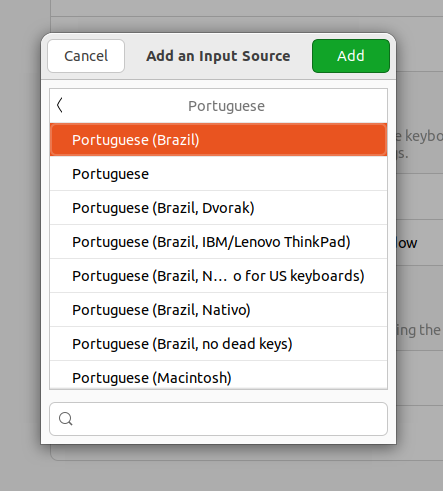 Cancel
Add an Input Source
Add
Portuguese
Portuguese (Brazil)
Portuguese
Portuguese (Brazil, Dvorak)
Portuguese (Brazil, IBM/Lenovo ThinkPad)
Portuguese (Brazil, N… o for US keyboards)
Portuguese (Brazil, Nativo)
Portuguese (Brazil, no dead keys)
Portuguese (Macintosh)
e keybo
gs.
low
ing the